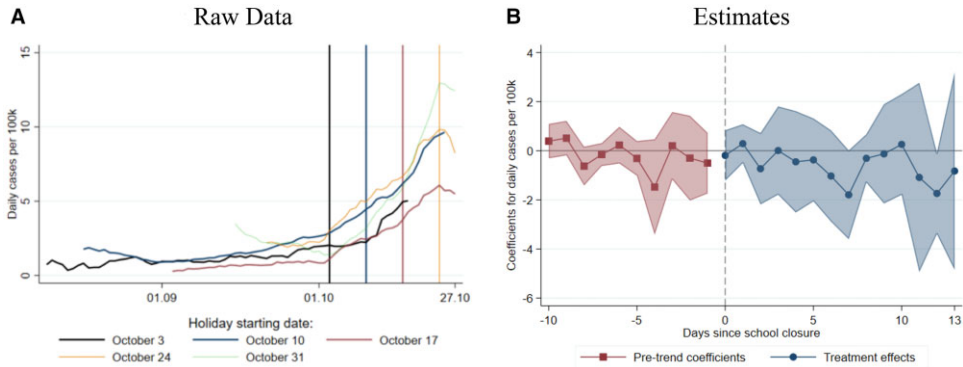 A Raw Data
Daily cases per 100k
15
10
5
0
01.09 01.10 27.10
Holiday starting date:
October 3 October 10 October 17
October 24 October 31
B Estimates
Coefficients for daily cases per 100k
4
2
0
-2
-4
-6
-10 -5 0 5 10 13
Days since school closure
Pre-trend coefficients Treatment effects